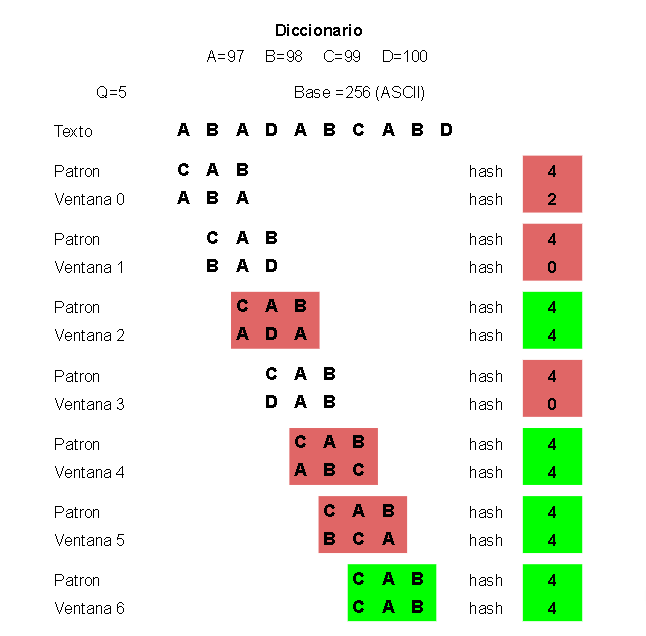 Diccionario
A=97 B=98 C=99 D=100
Q=5 Base =256 (ASCII)
Texto A B A D A B C A B D
Patron C A B hash 4
Ventana 0 A B A hash 2
Patron C A B hash 4
Ventana 1 B A D hash 0
Patron C A B hash 4
Ventana 2 A D A hash 4
Patron C A B hash 4
Ventana 3 D A B hash 0
Patron C A B hash 4
Ventana 4 A B C hash 4
Patron C A B hash 4
Ventana 5 B C A hash 4
Patron C A B hash 4
Ventana 6 C A B hash 4